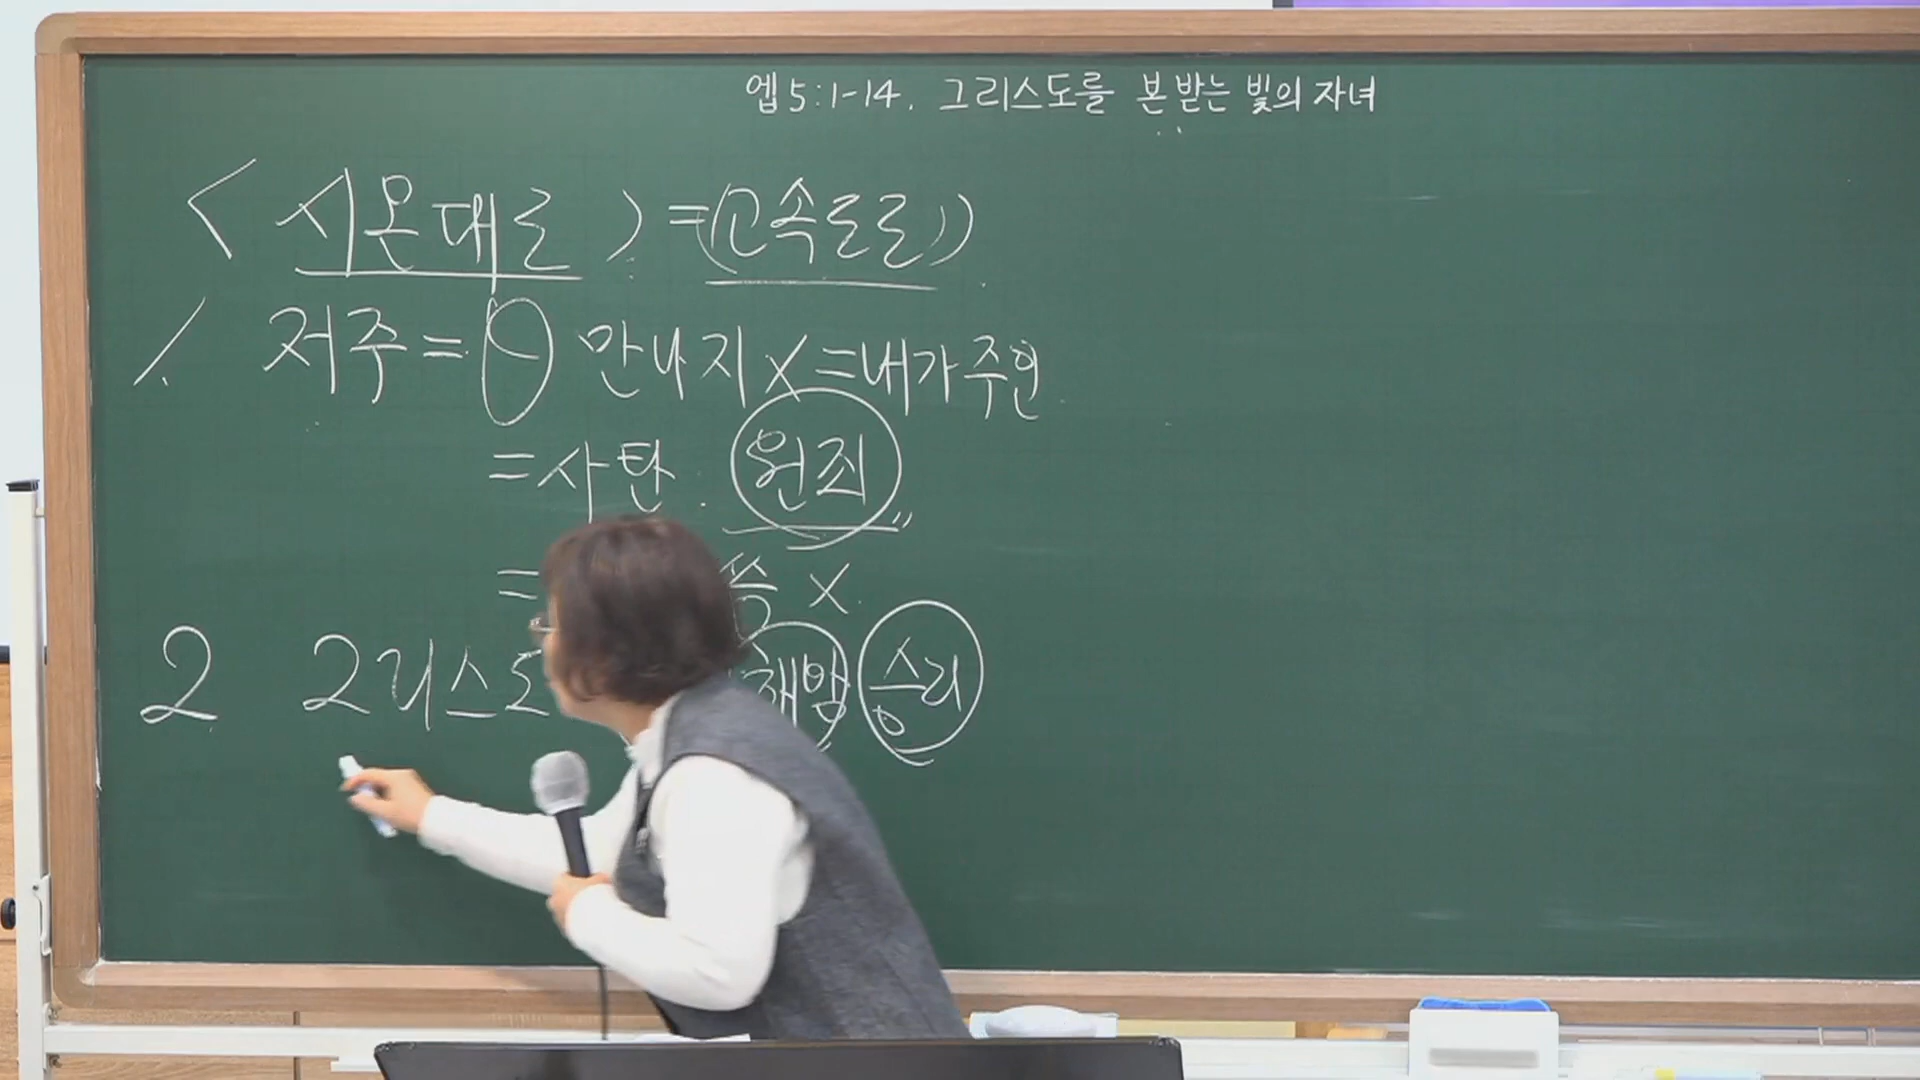 엡 5:1-14. 그리스도를 본받는 빛의 자녀
< 시온대로 > = (고속도로)
1. 저주 = 만나지 X = 내가 주인
= 사탄. 원죄
= X.
2 그리스도 해방 승리